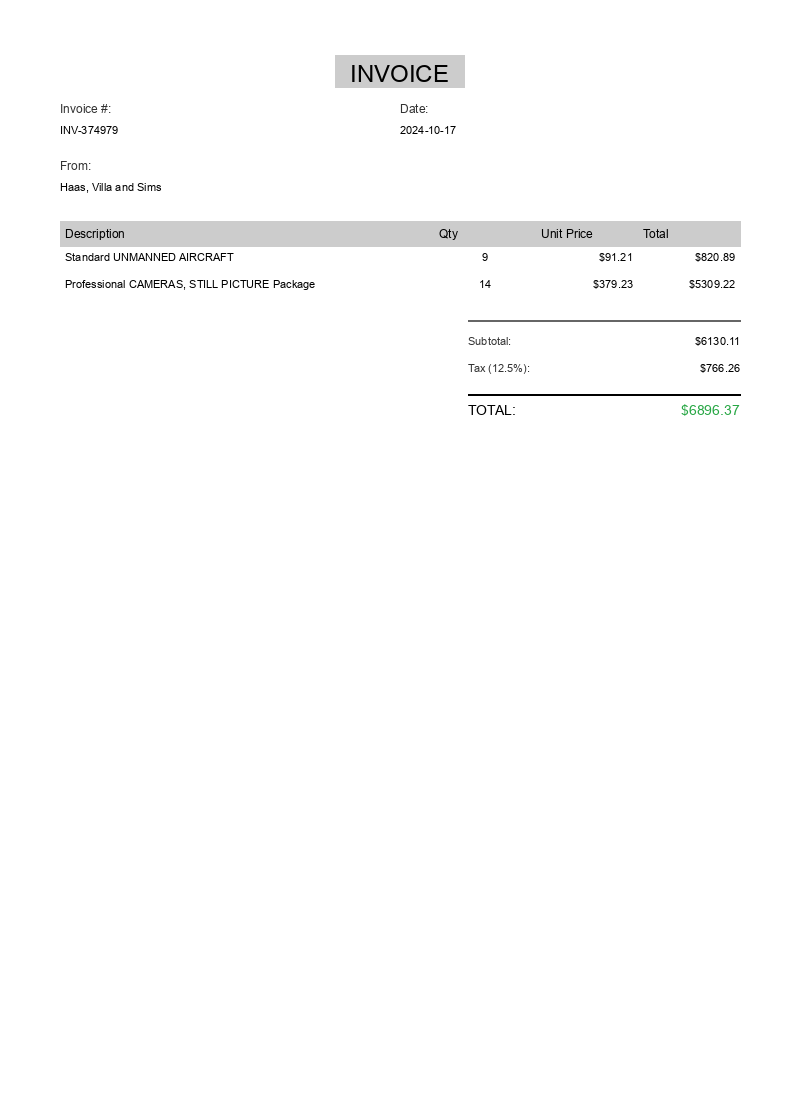 INVOICE
Invoice #: Date:
INV-374979 2024-10-17
From:
Haas, Villa and Sims
Description Qty Unit Price Total
Standard UNMANNED AIRCRAFT 9 $91.21 $820.89
Professional CAMERAS, STILL PICTURE Package 14 $379.23 $5309.22
Subtotal: $6130.11
Tax (12.5%): $766.26
TOTAL: $6896.37